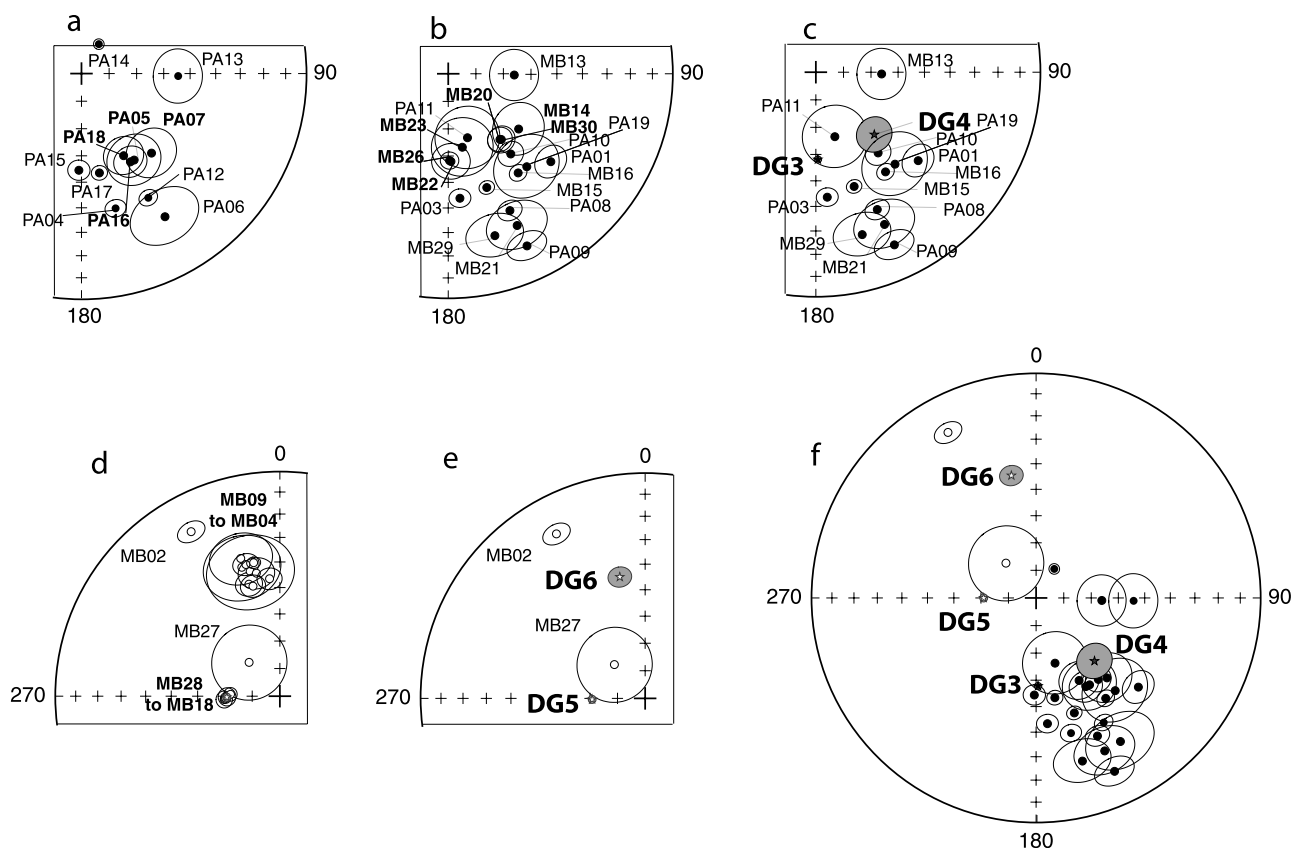 a
PA14
PA13
90
PA05
PA07
PA18
PA15
PA17
PA12
PA04
PA16
PA06
180
b
MB13
90
MB20
PA11
MB14
MB23
MB30
PA19
PA10
MB26
PA01
MB16
MB22
MB15
PA03
PA08
MB29
PA09
MB21
180
c
MB13
90
PA11
DG4
PA19
PA10
DG3
PA01
MB16
MB15
PA03
PA08
MB29
PA09
MB21
180
d
0
MB09
to MB04
MB02
MB27
MB28
to MB18
270
e
0
MB02
DG6
MB27
DG5
270
f
0
DG6
270
90
DG5
DG4
DG3
180